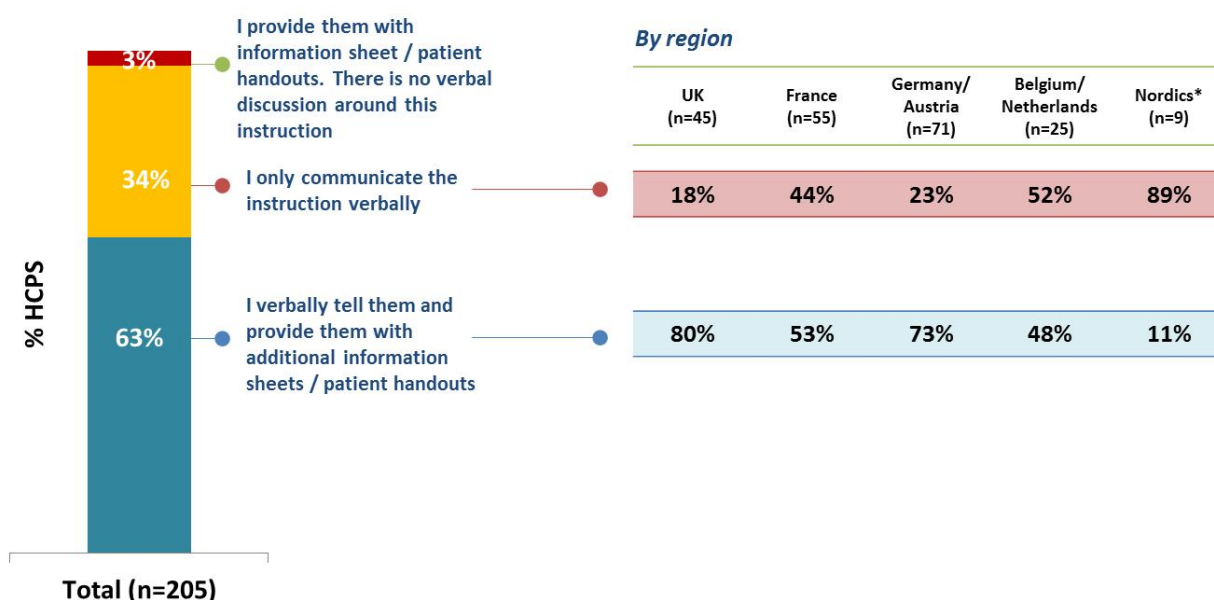 I provide them with
information sheet / patient
handouts.  There is no verbal
discussion around this
instruction
3%
I only communicate the
instruction verbally
34%
I verbally tell them and
provide them with
additional information
sheets / patient handouts
63%
% HCPS
Total (n=205)
By region
UK
(n=45)
France
(n=55)
Germany/
Austria
(n=71)
Belgium/
Netherlands
(n=25)
Nordics*
(n=9)
18% 44% 23% 52% 89%
80% 53% 73% 48% 11%